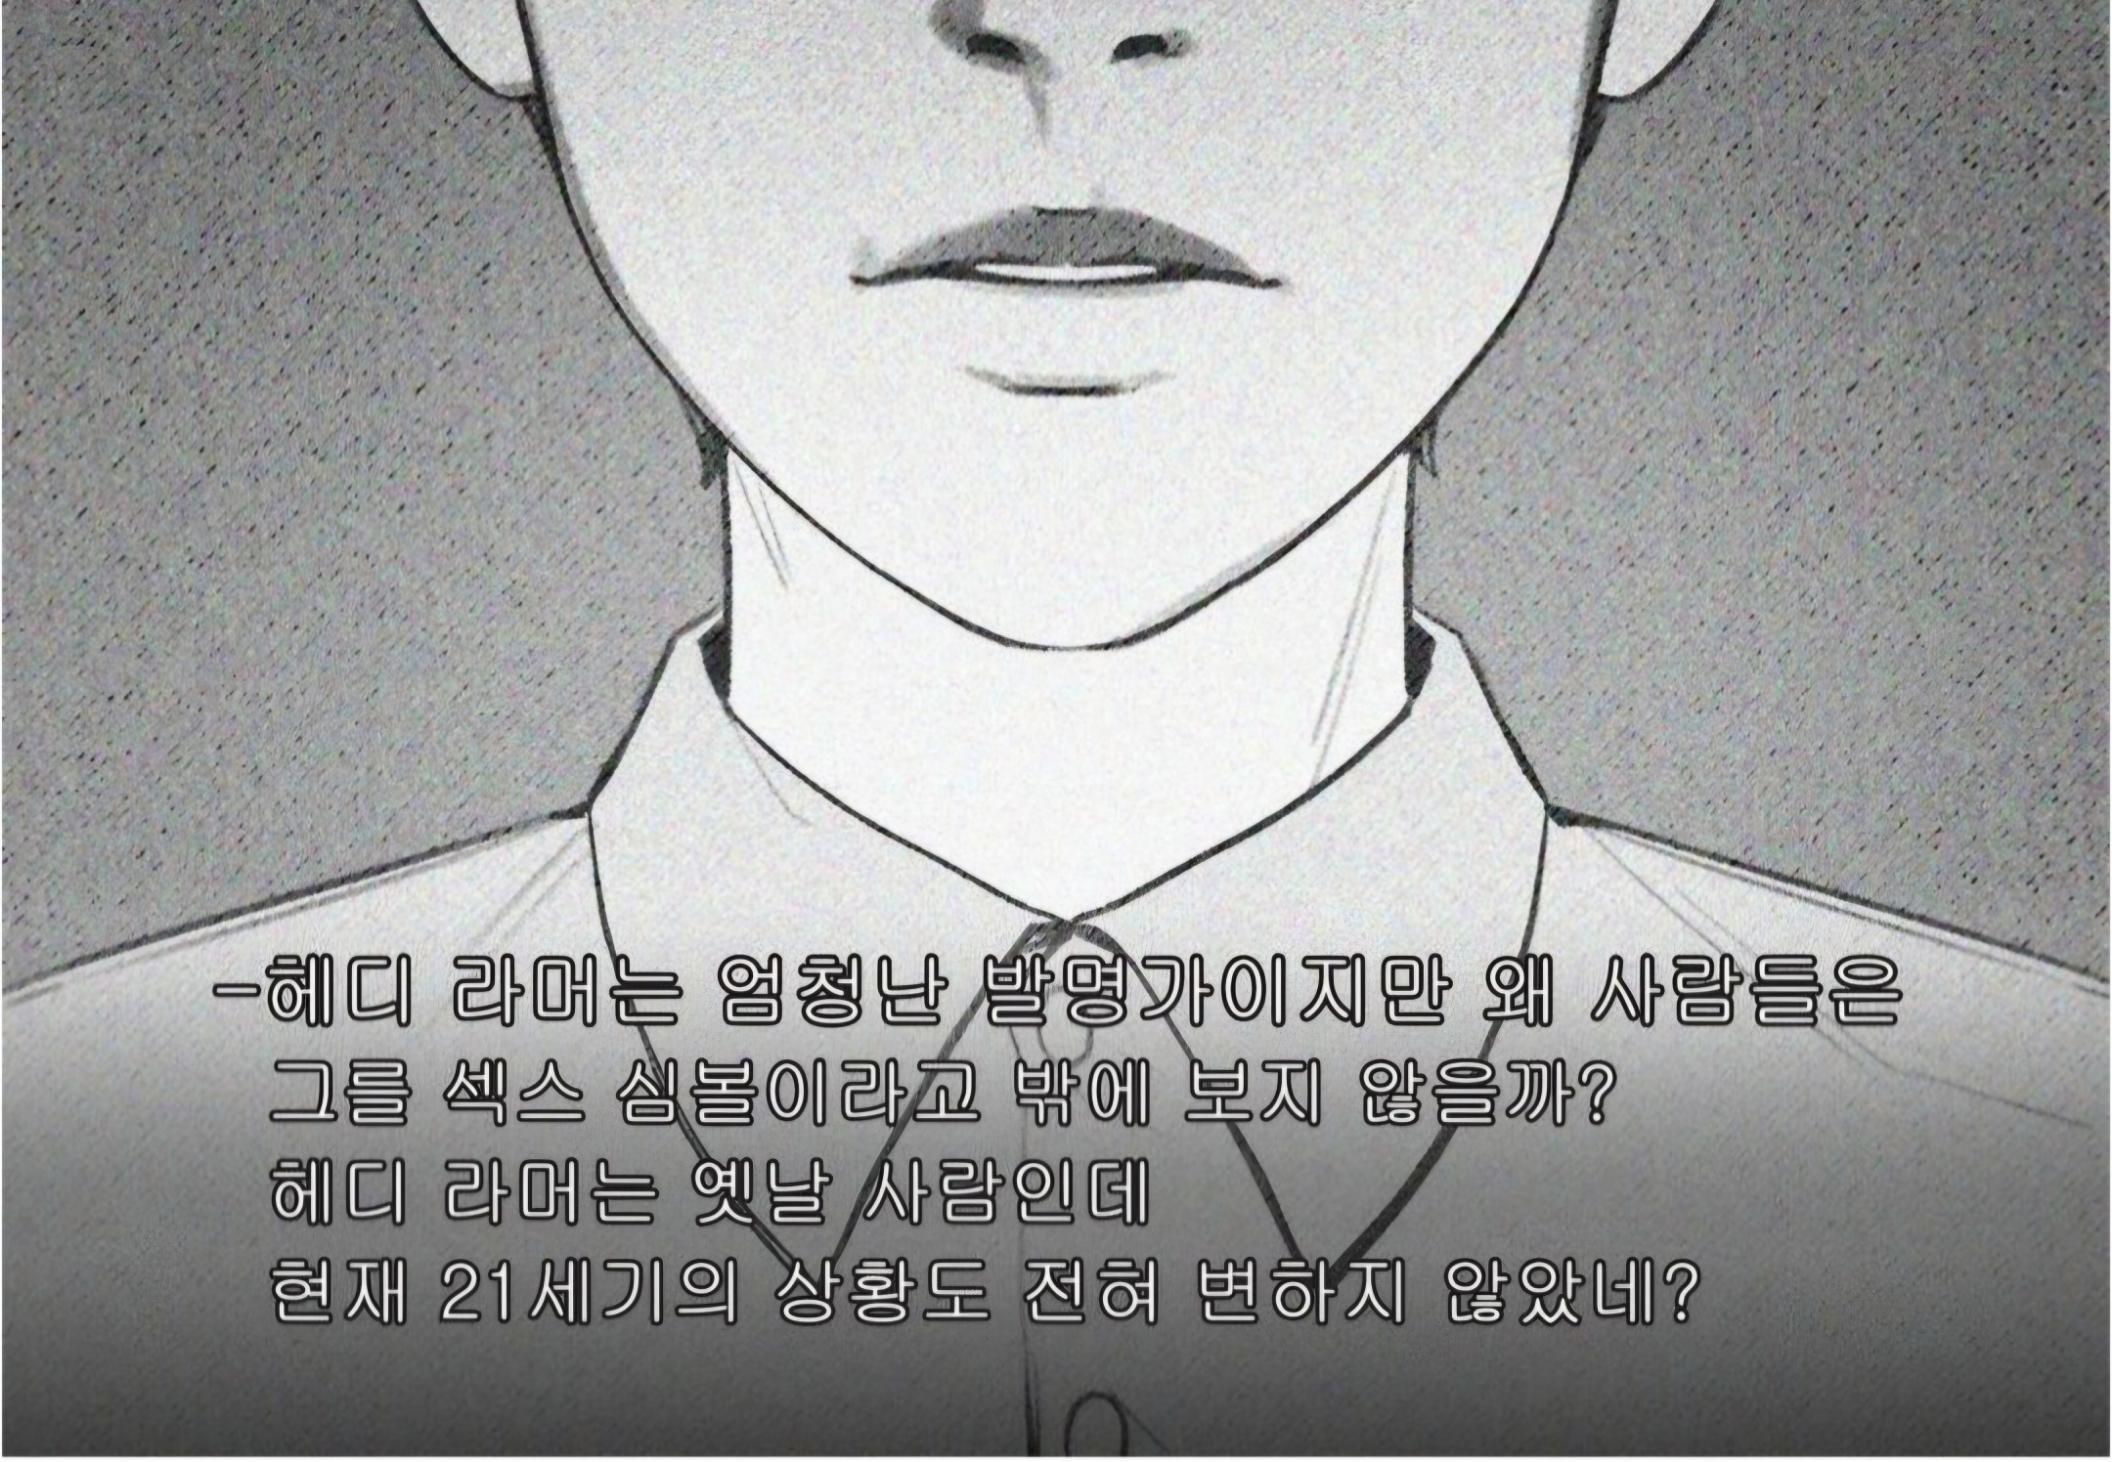 -헤디 라머는 엄청난 발명가이지만 왜 사람들은
그를 섹스 심볼이라고 밖에 보지 않을까?
헤디 라머는 옛날 사람인데
현재 21세기의 상황도 전혀 변하지 않았네?